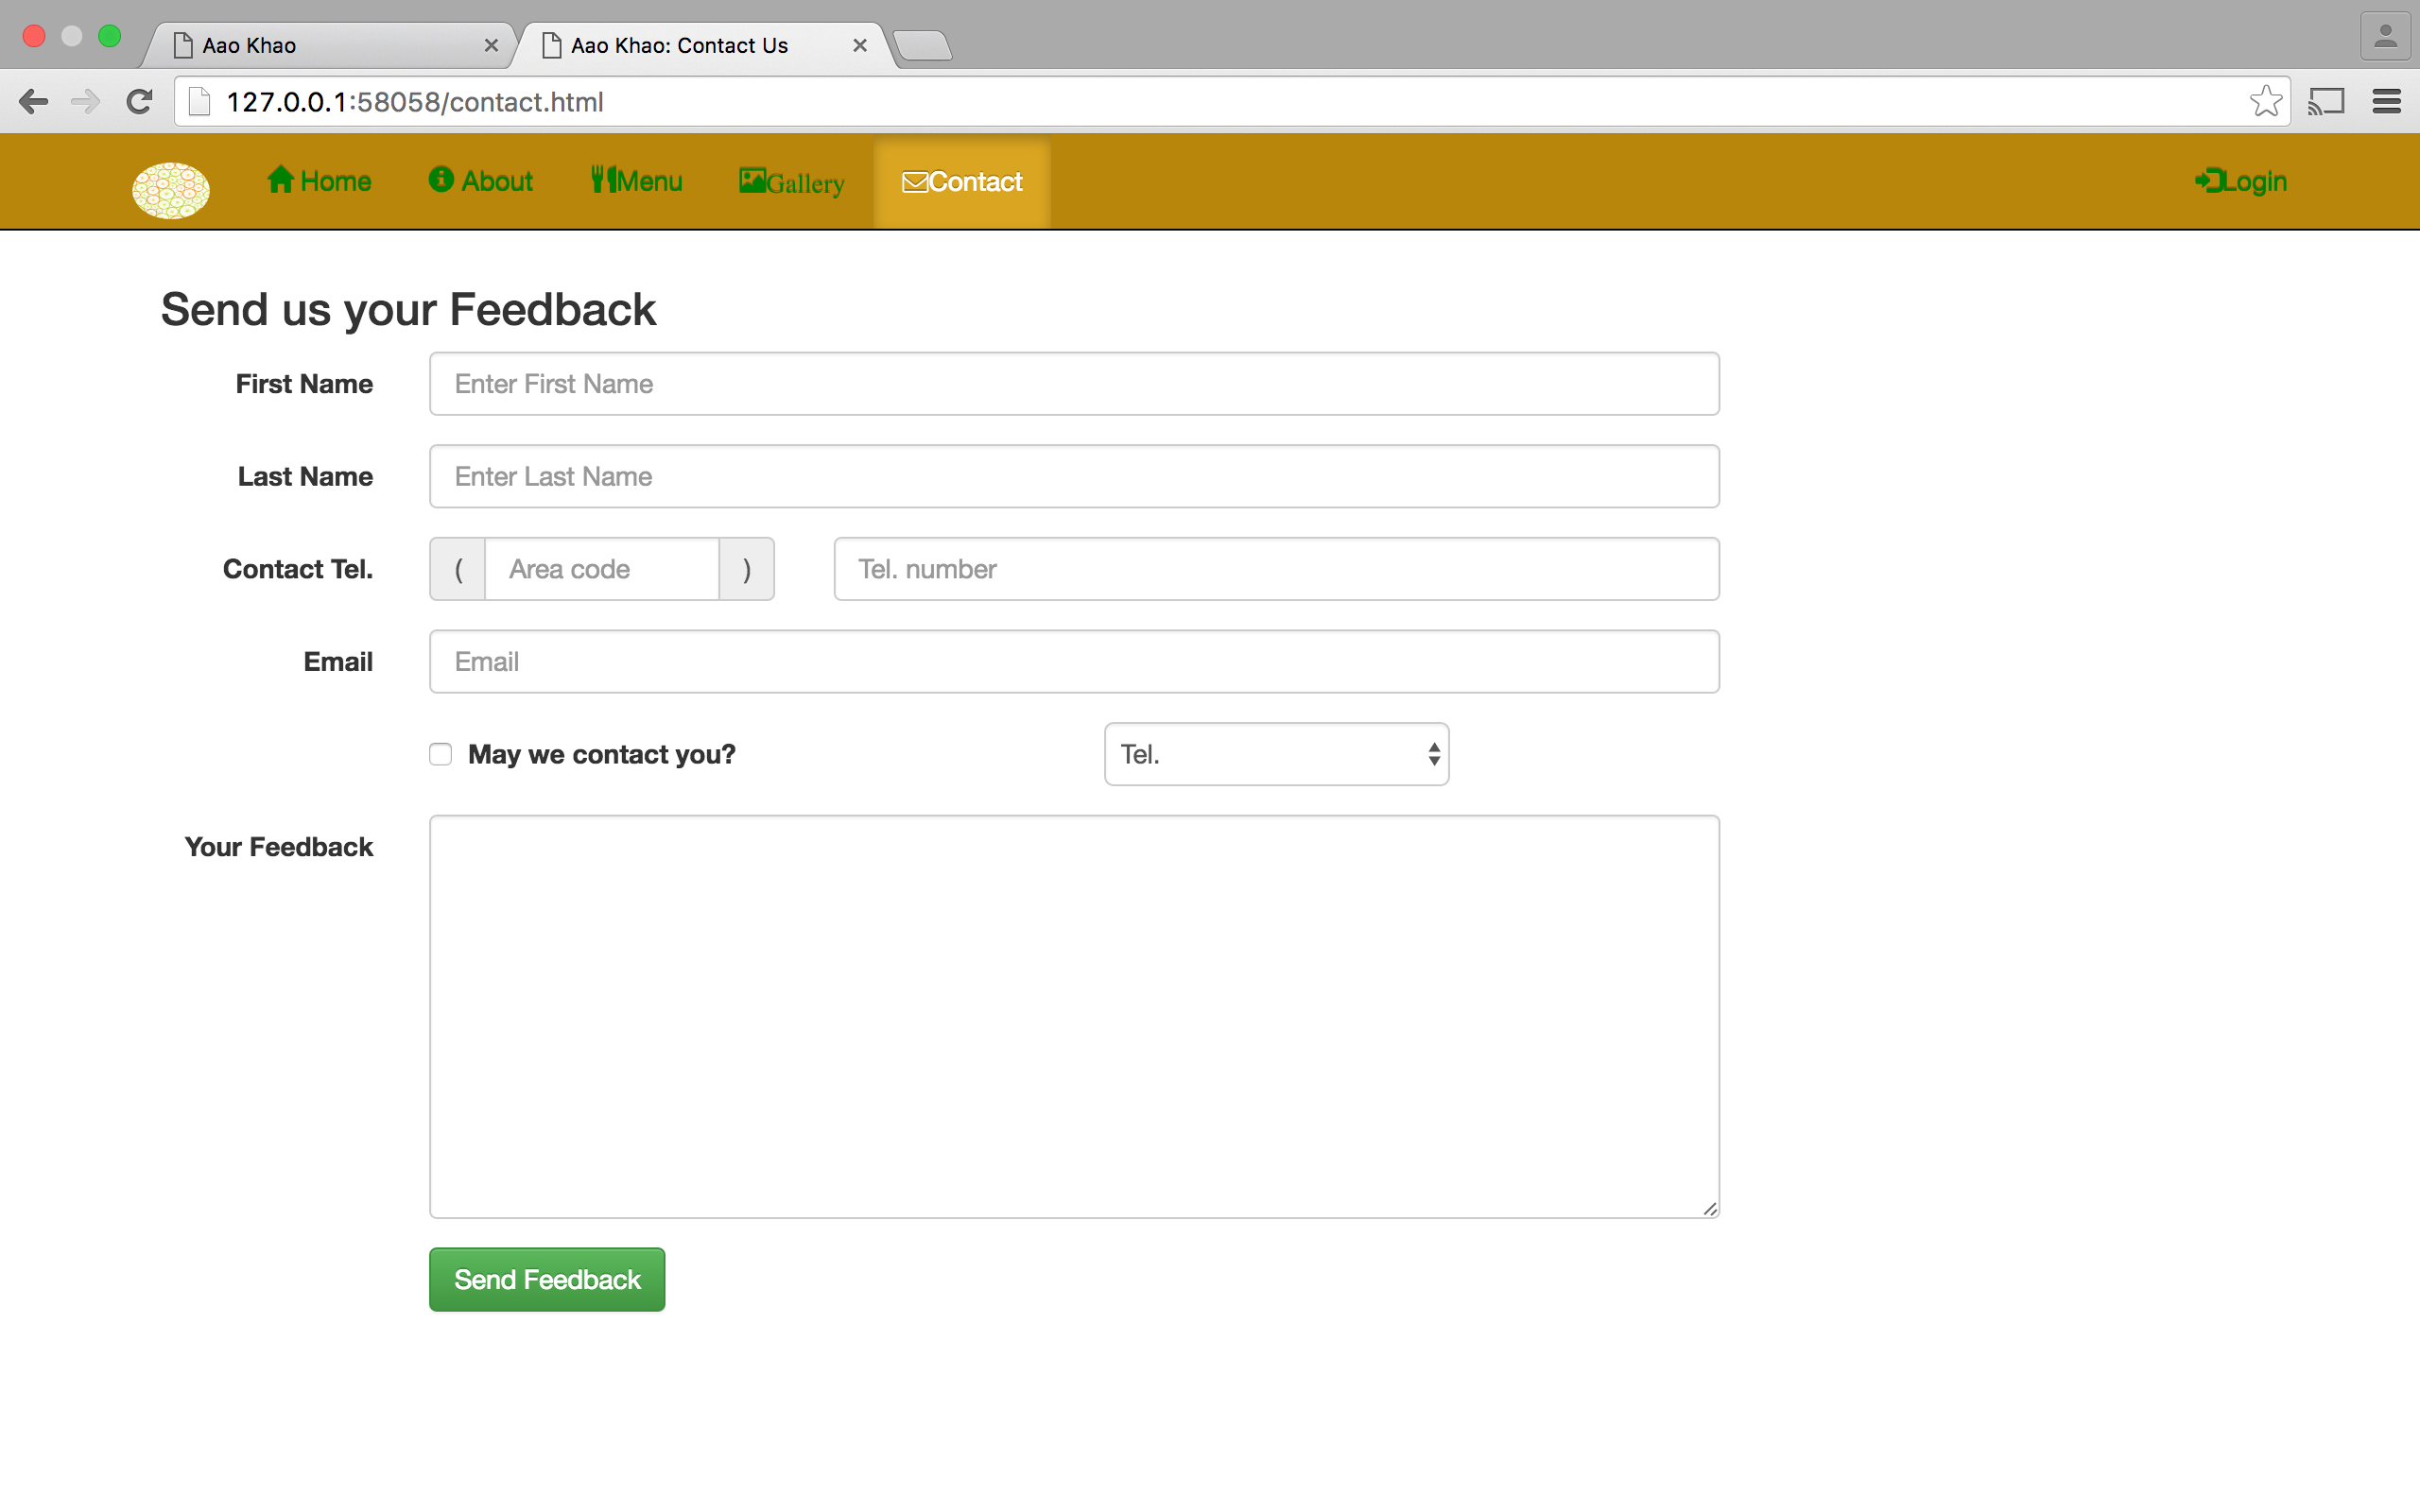 Aao Khao
Aao Khao: Contact Us
127.0.0.1:58058/contact.html
Home About Menu Gallery Contact Login
Send us your Feedback
First Name Enter First Name
Last Name Enter Last Name
Contact Tel. ( Area code ) Tel. number
Email Email
May we contact you? Tel.
Your Feedback
Send Feedback